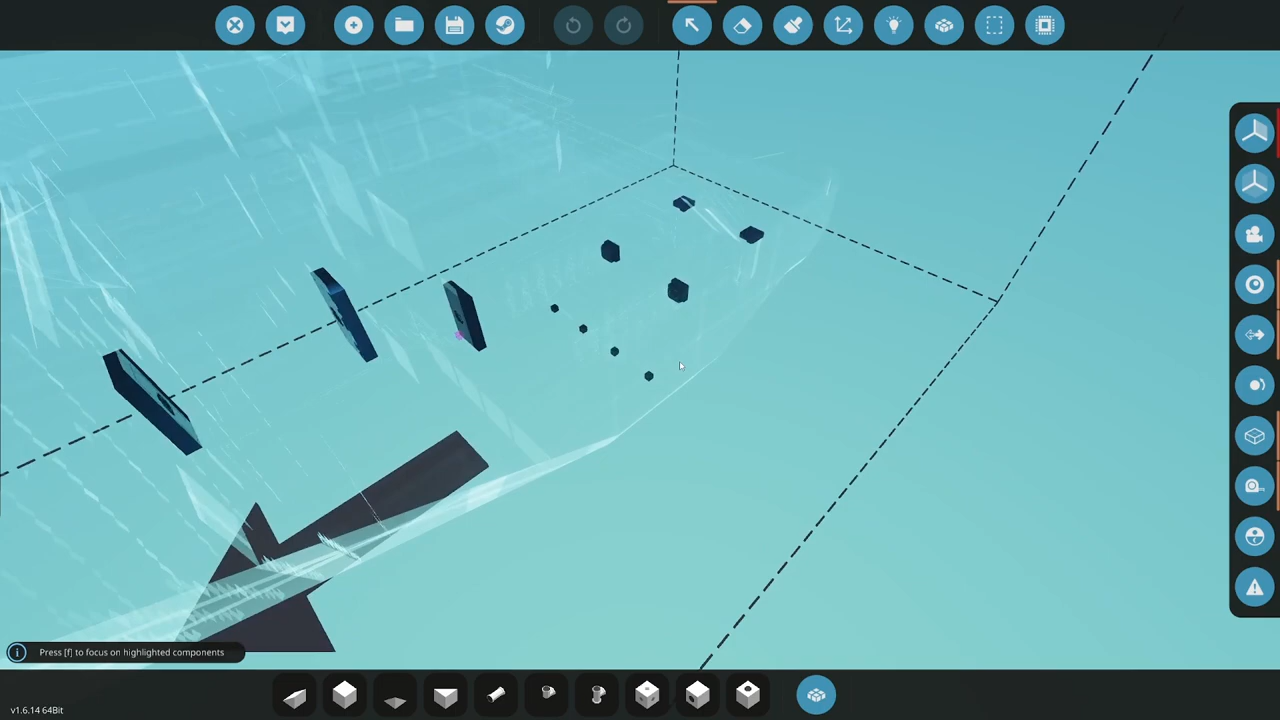 Press [f] to focus on highlighted components
v1.6.14 64Bit